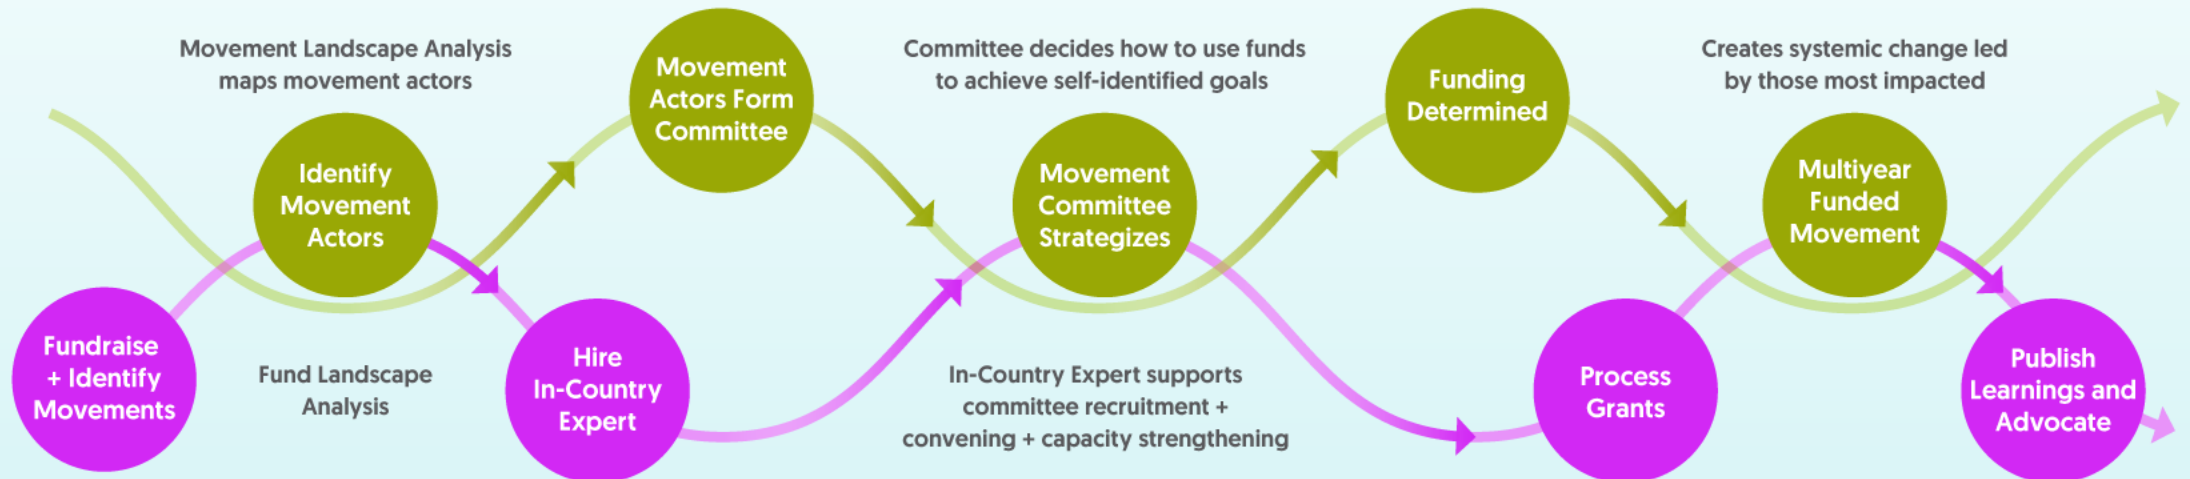 Movement Landscape Analysis
maps movement actors
Movement
Actors Form
Committee
Committee decides how to use funds
to achieve self-identified goals
Funding
Determined
Creates systemic change led
by those most impacted
Identify
Movement
Actors
Movement
Committee
Strategizes
Multiyear
Funded
Movement
Fundraise
+ Identify
Movements
Fund Landscape
Analysis
Hire
In-Country
Expert
In-Country Expert supports
committee recruitment +
convening + capacity strengthening
Process
Grants
Publish
Learnings and
Advocate